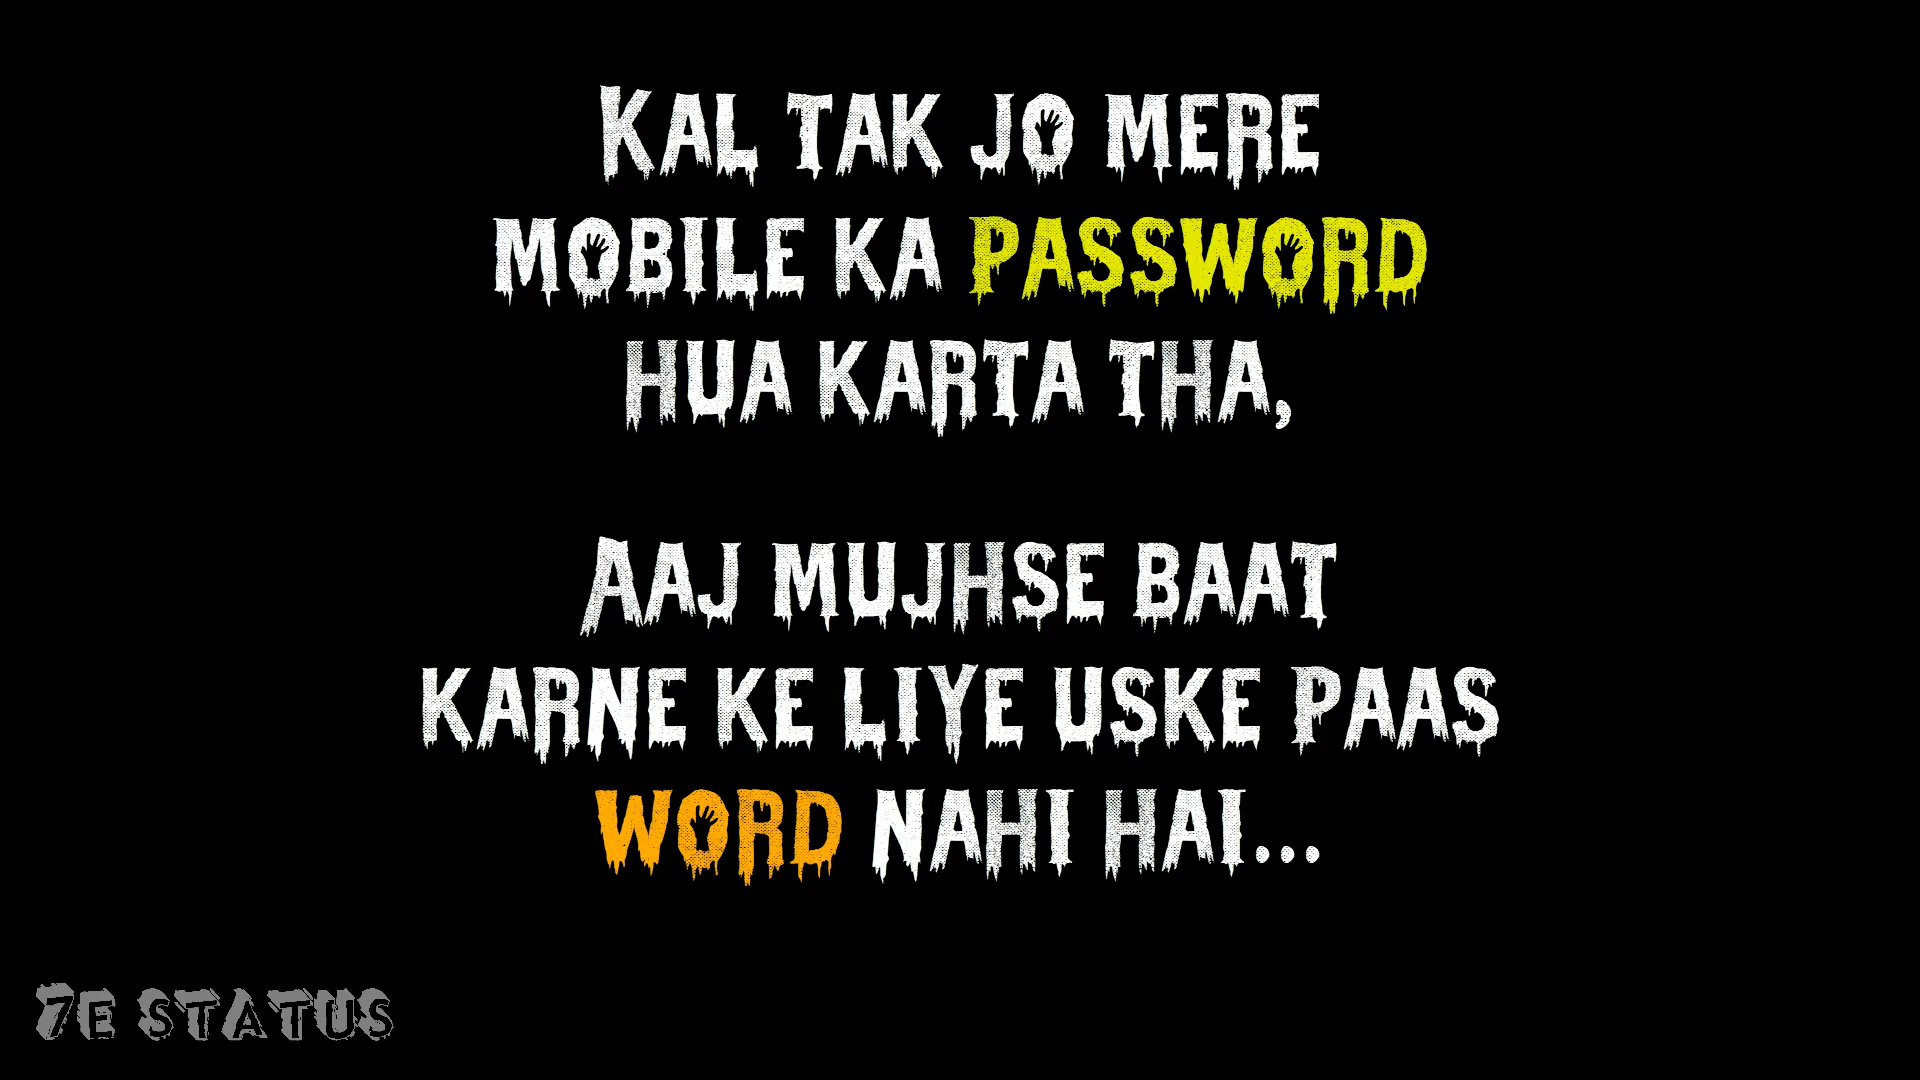 KAL TAK JO MERE
MOBILE KA PASSWORD
HUA KARTA THA,
AAJ MUJHSE BAAT
KARNE KE LIYE USKE PAAS
WORD NAHI HAI...
7E STATUS